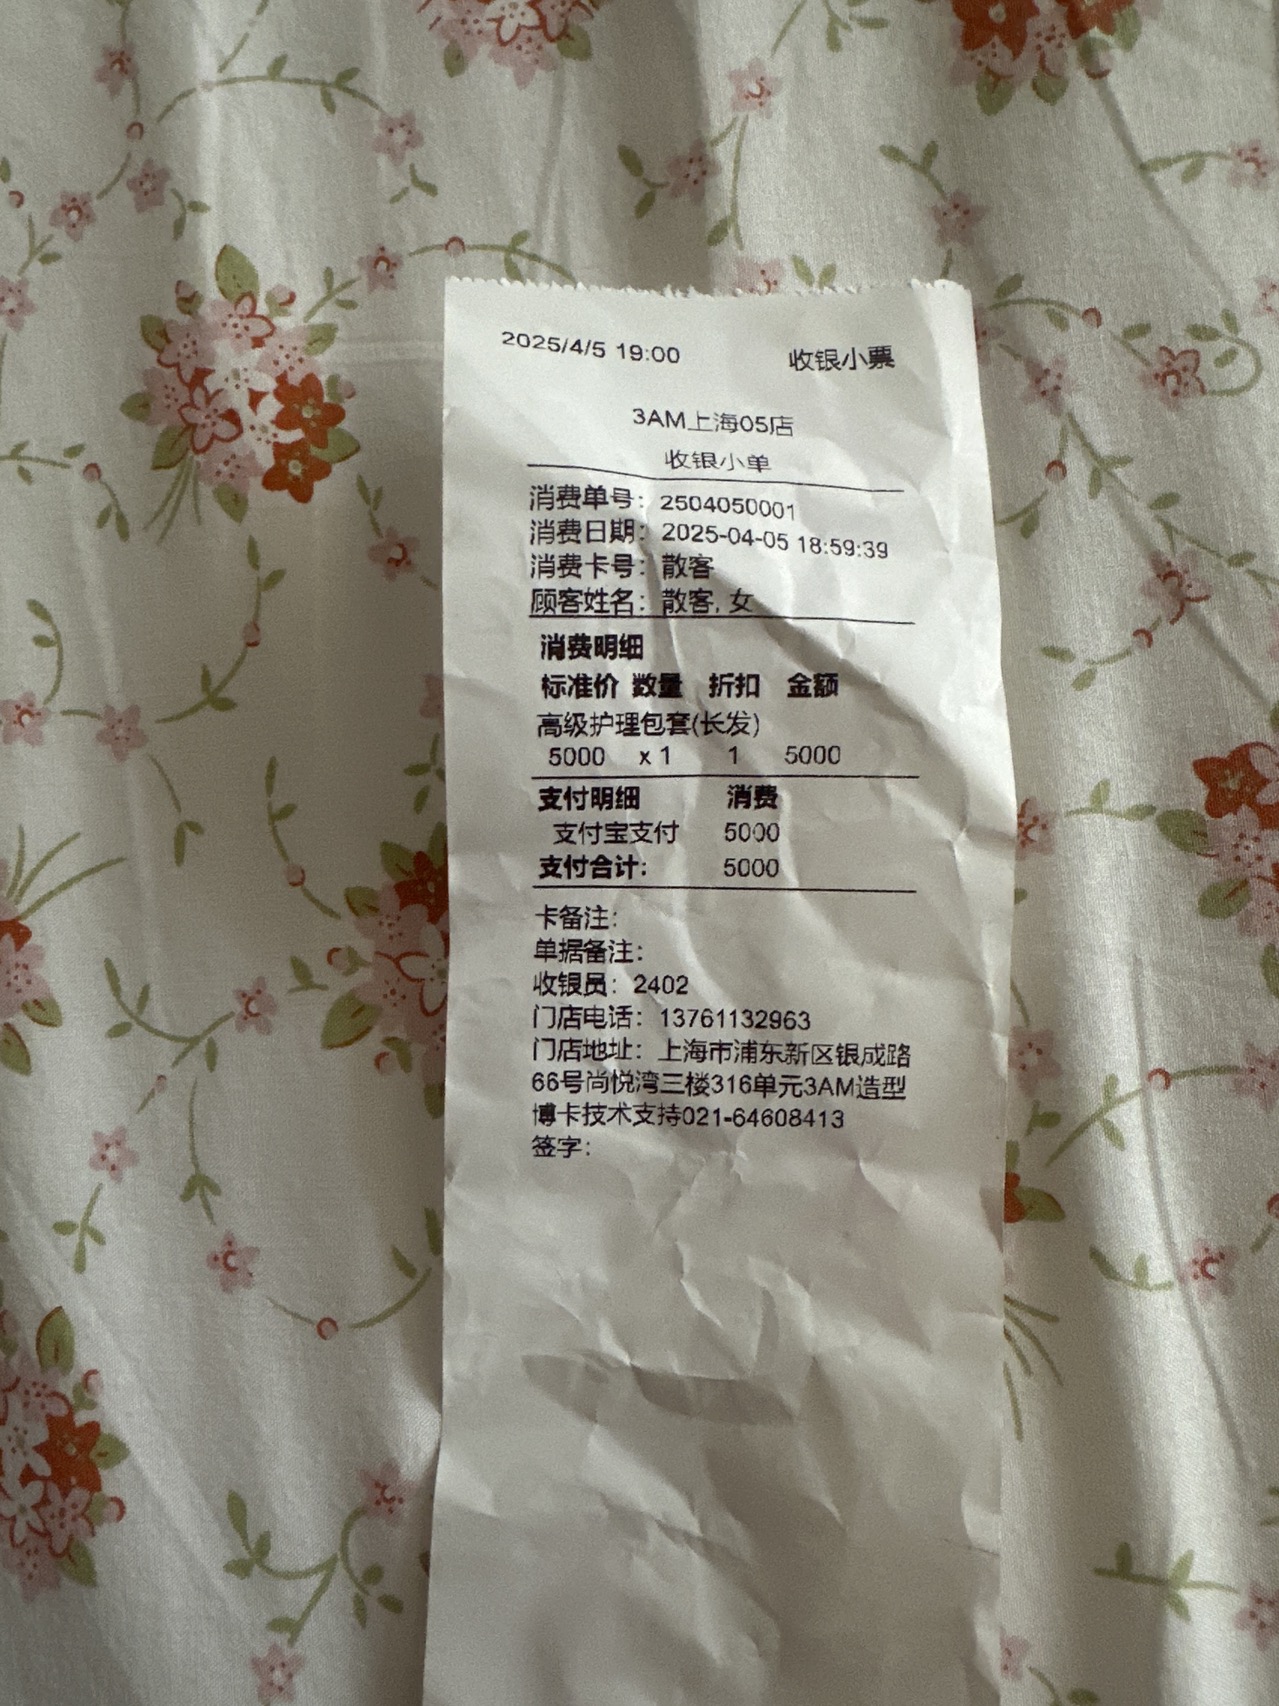 2025/4/5 19:00 收银小票
3AM上海05店
收银小单
消费单号：2504050001
消费日期：2025-04-05 18:59:39
消费卡号：散客
顾客姓名：散客, 女
消费明细
标准价 数量 折扣 金额
高级护理包套(长发)
5000 x 1 1 5000
支付明细 消费
支付宝支付 5000
支付合计： 5000
卡备注：
单据备注：
收银员：2402
门店电话：13761132963
门店地址：上海市浦东新区银成路
66号尚悦湾三楼316单元3AM造型
博卡技术支持021-64608413
签字：